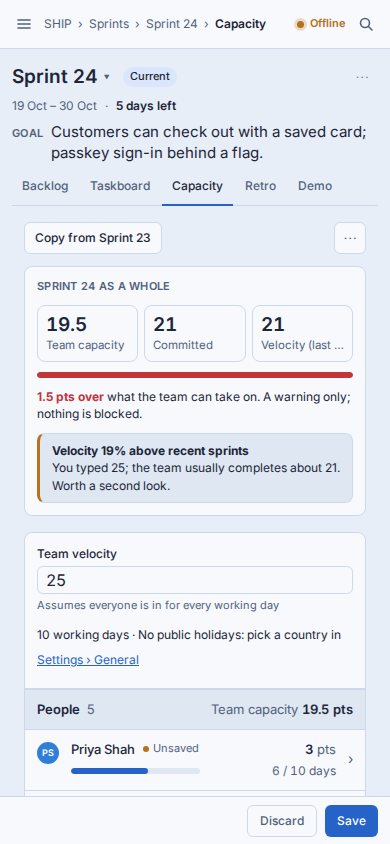 SHIP › Sprints › Sprint 24 › Capacity
Offline
Sprint 24 ▾ Current ...
19 Oct – 30 Oct · 5 days left
GOAL Customers can check out with a saved card;
passkey sign-in behind a flag.
Backlog Taskboard Capacity Retro Demo
Copy from Sprint 23 ...
SPRINT 24 AS A WHOLE
19.5 21 21
Team capacity Committed Velocity (last ...
1.5 pts over what the team can take on. A warning only;
nothing is blocked.
Velocity 19% above recent sprints
You typed 25; the team usually completes about 21.
Worth a second look.
Team velocity
25
Assumes everyone is in for every working day
10 working days · No public holidays: pick a country in
Settings › General
People 5 Team capacity 19.5 pts
PS Priya Shah Unsaved 3 pts ›
6 / 10 days
Discard Save